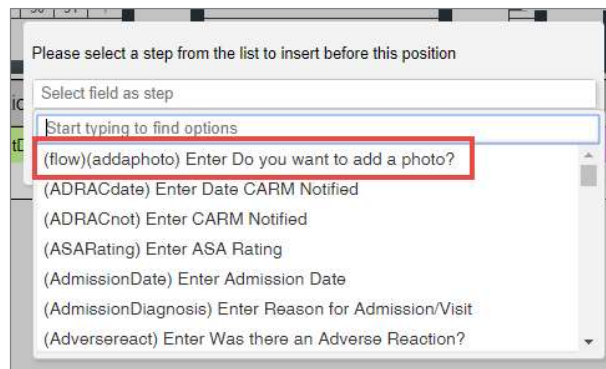 Please select a step from the list to insert before this position
Select field as step
Start typing to find options
(flow)(addaphoto) Enter Do you want to add a photo?
(ADRACdate) Enter Date CARM Notified
(ADRACnot) Enter CARM Notified
(ASARating) Enter ASA Rating
(AdmissionDate) Enter Admission Date
(AdmissionDiagnosis) Enter Reason for Admission/Visit
(Adversereact) Enter Was there an Adverse Reaction?